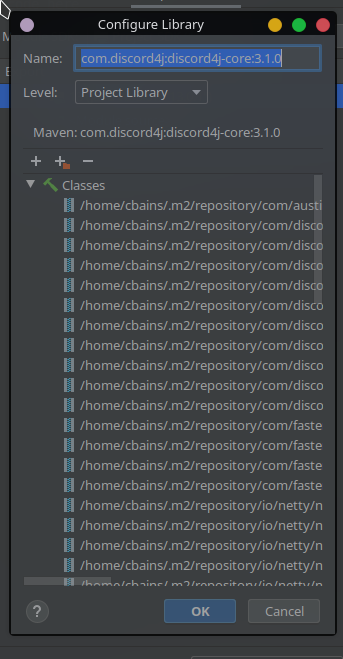 Configure Library
Name: com.discord4j:discord4j-core:3.1.0
Level: Project Library
Maven: com.discord4j:discord4j-core:3.1.0
Classes
/home/cbains/.m2/repository/com/austi
/home/cbains/.m2/repository/com/disco
/home/cbains/.m2/repository/com/disco
/home/cbains/.m2/repository/com/disco
/home/cbains/.m2/repository/com/disco
/home/cbains/.m2/repository/com/disco
/home/cbains/.m2/repository/com/disco
/home/cbains/.m2/repository/com/disco
/home/cbains/.m2/repository/com/disco
/home/cbains/.m2/repository/com/disco
/home/cbains/.m2/repository/com/disco
/home/cbains/.m2/repository/com/faste
/home/cbains/.m2/repository/com/faste
/home/cbains/.m2/repository/com/faste
/home/cbains/.m2/repository/com/faste
/home/cbains/.m2/repository/io/netty/n
/home/cbains/.m2/repository/io/netty/n
/home/cbains/.m2/repository/io/netty/n
/home/cbains/.m2/repository/io/netty/n
/home/cbains/.m2/repository/io/netty/n
? OK Cancel